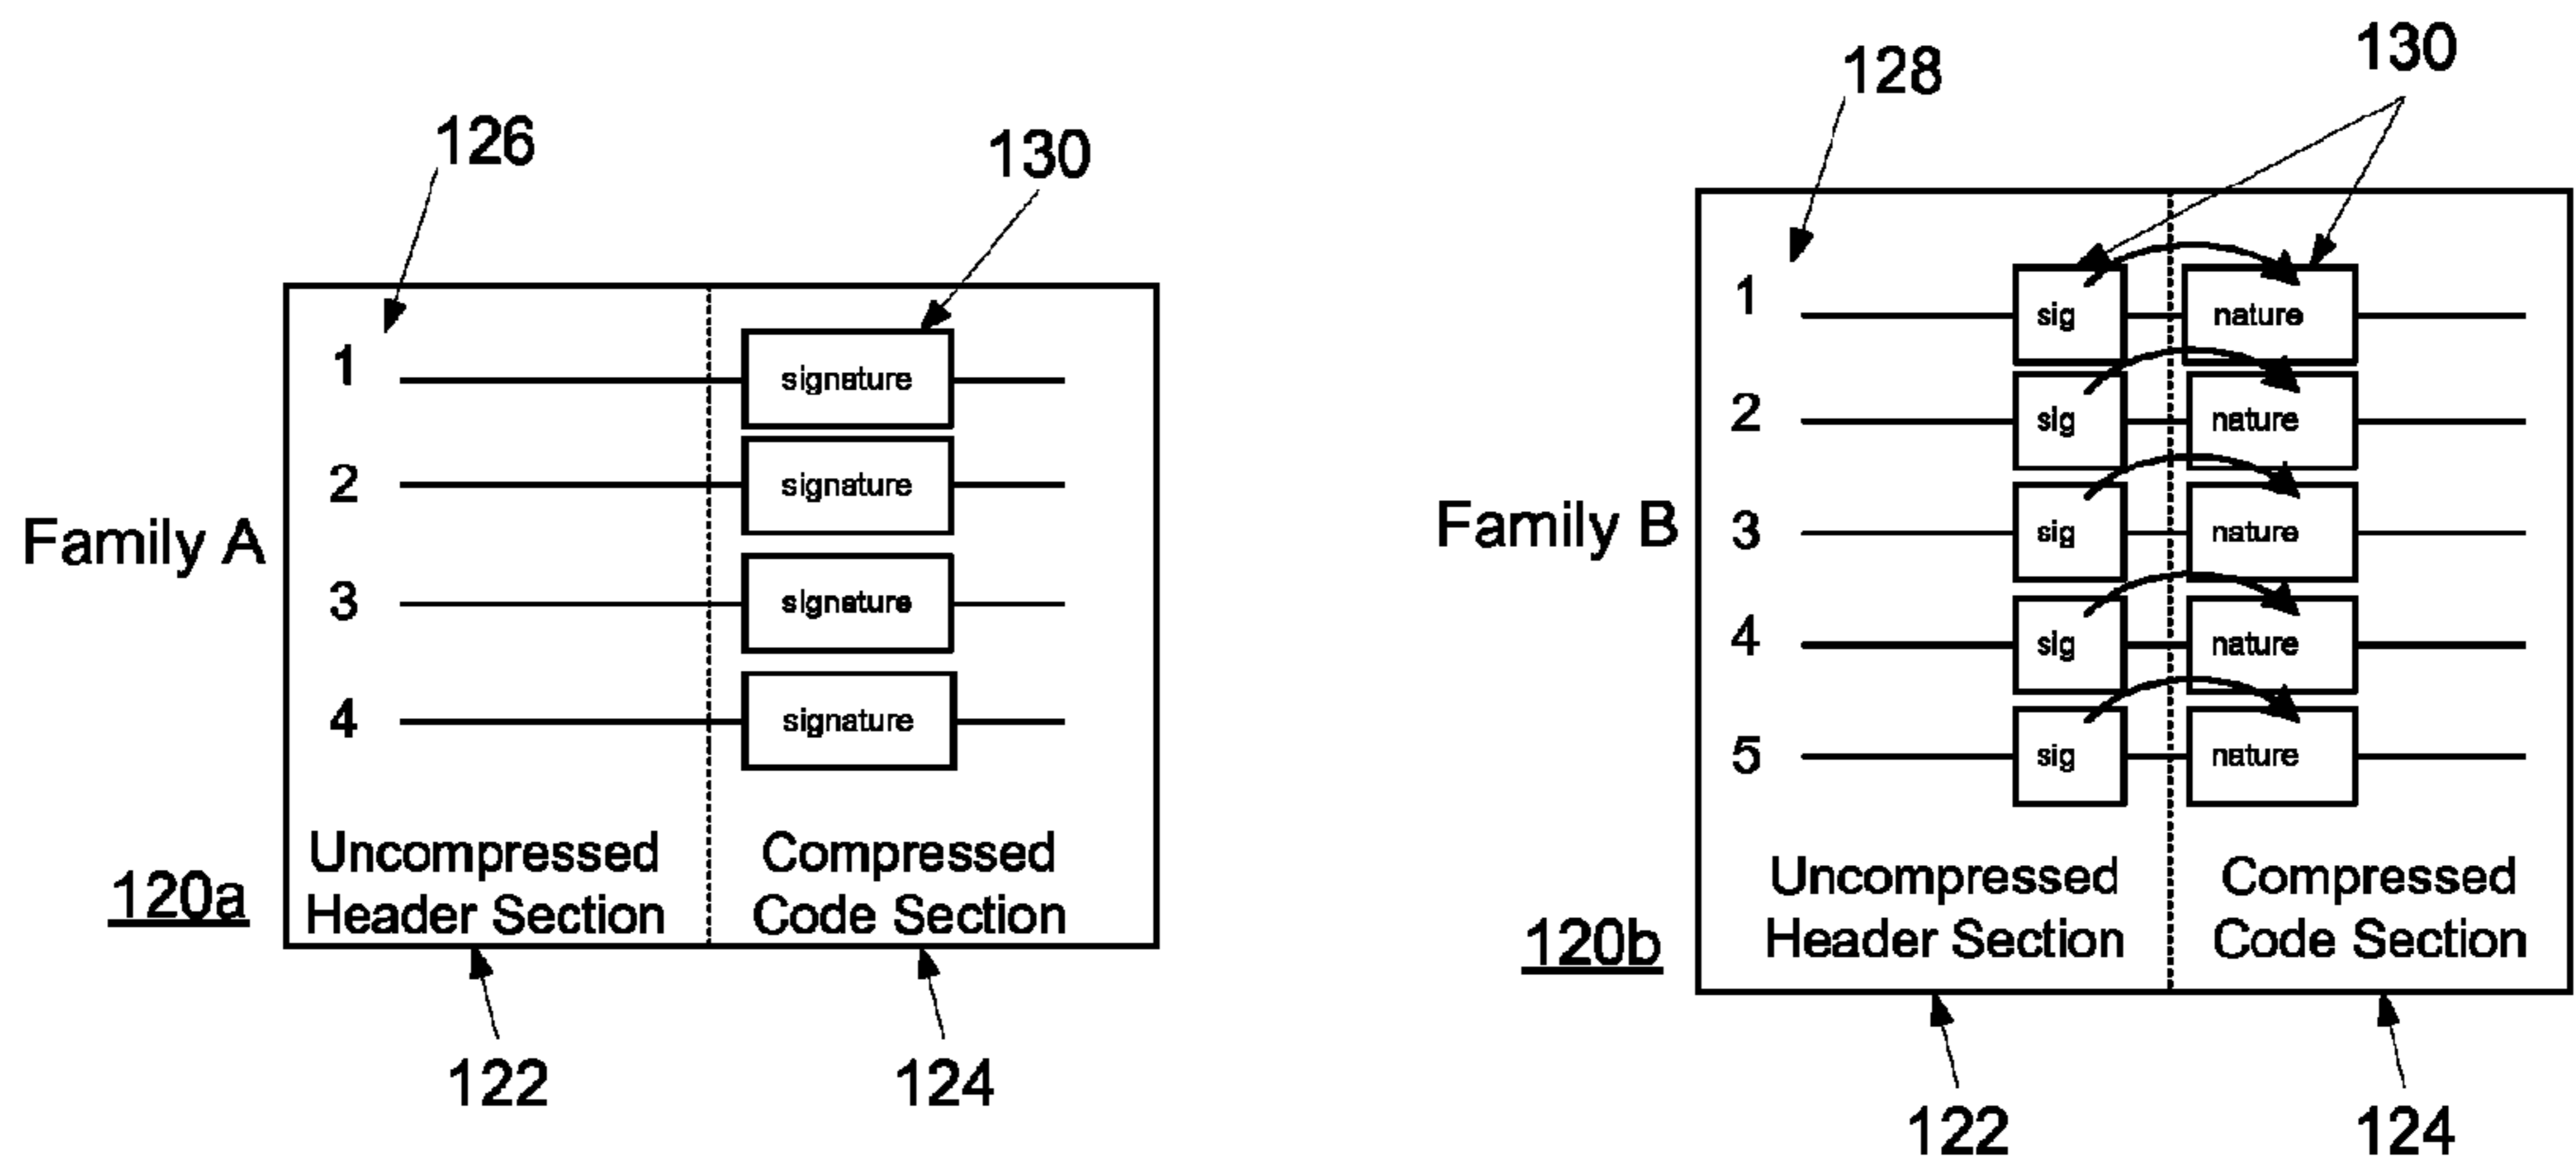 126
130
1
signature
2
signature
Family A
3
signature
4
signature
Uncompressed
Header Section
Compressed
Code Section
120a
122
124
128
130
1
sig
nature
2
sig
nature
Family B
3
sig
nature
4
sig
nature
5
sig
nature
Uncompressed
Header Section
Compressed
Code Section
120b
122
124